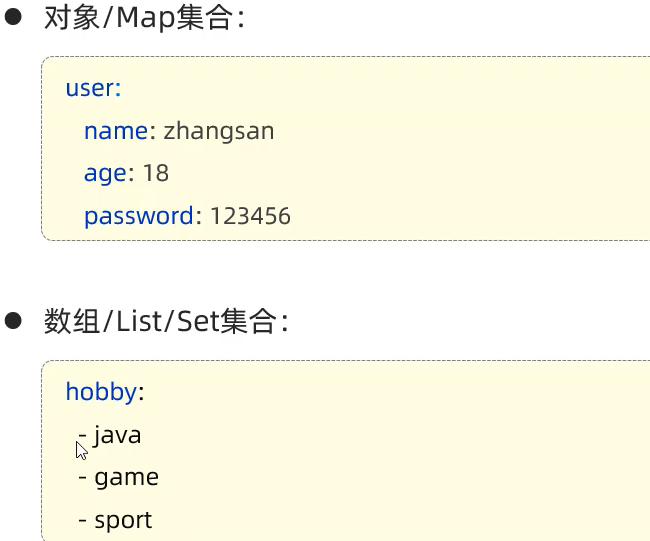 ● 对象/Map集合：
user:
name: zhangsan
age: 18
password: 123456
● 数组/List/Set集合：
hobby:
- java
- game
- sport